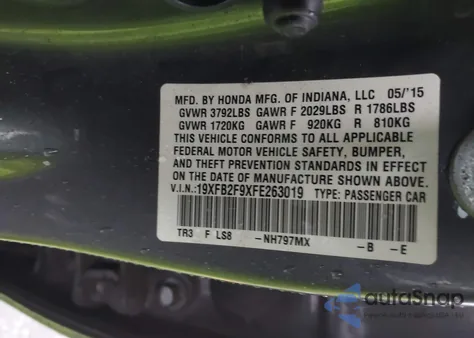 MFD. BY HONDA MFG. OF INDIANA, LLC 05/'15
GVWR 3792LBS GAWR F 2029LBS R 1786LBS
GVWR 1720KG GAWR F 920KG R 810KG
THIS VEHICLE CONFORMS TO ALL APPLICABLE
FEDERAL MOTOR VEHICLE SAFETY, BUMPER,
AND THEFT PREVENTION STANDARDS IN EFFECT
ON THE DATE OF MANUFACTURE SHOWN ABOVE.
V.I.N.:19XFB2F9XFE263019 TYPE: PASSENGER CAR
TR3 F LS8 -NH797MX -B -E
autoSnap